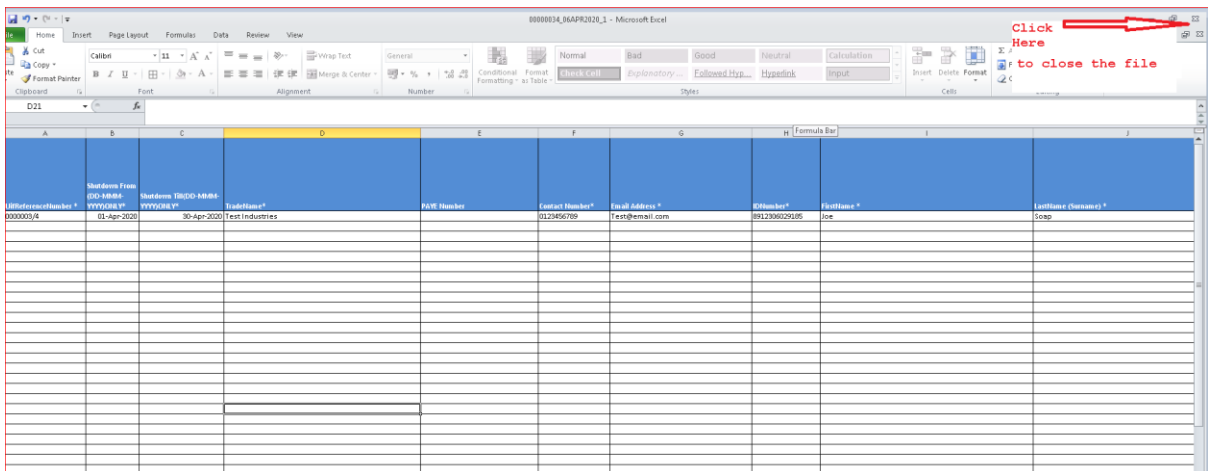 00000034_06APR2020_1 - Microsoft Excel
Home Insert Page Layout Formulas Data Review View
Click
Here
to close the file
Cut
Copy
Format Painter
Clipboard
Calibri 11
B I U
Font
Wrap Text
Merge & Center
Alignment
General
Number
Conditional Formatting
Format as Table
Normal Bad Good Neutral Calculation
Check Cell Explanatory ... Followed Hyp... Hyperlink Input
Styles
Insert Delete Format
Cells
D21 fx
Formula Bar
A B C D E F G H I J
UifReferenceNumber * Shutdown From (DD-MMM-YYYY)ONLY* Shutdown Till(DD-MMM-YYYY)ONLY* TradeName* PAYE Number Contact Number* Email Address * IDNumber* FirstName * LastName (Surname) *
0000003/4 01-Apr-2020 30-Apr-2020 Test Industries 0123456789 Test@email.com 8912306029185 Joe Soap